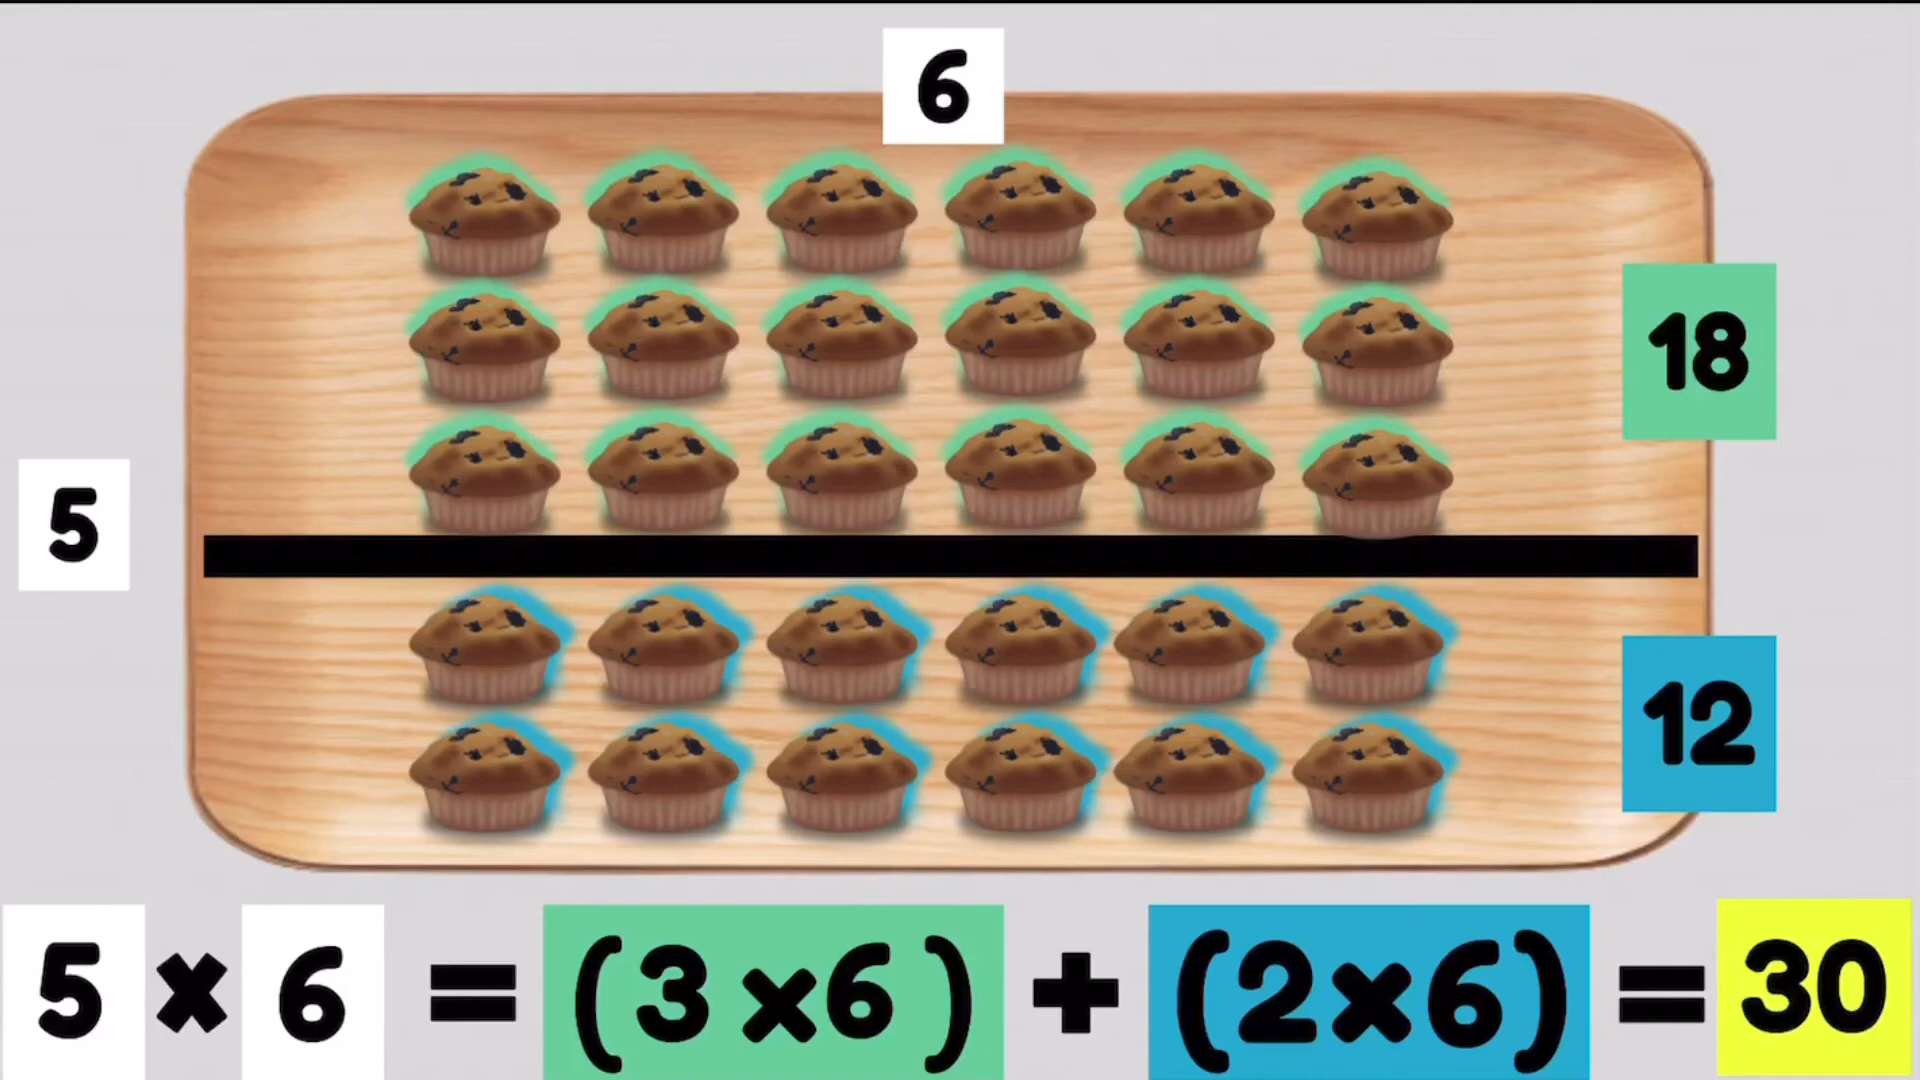 6
18
5
12
5 × 6 = (3 ×6 ) + (2×6) = 30